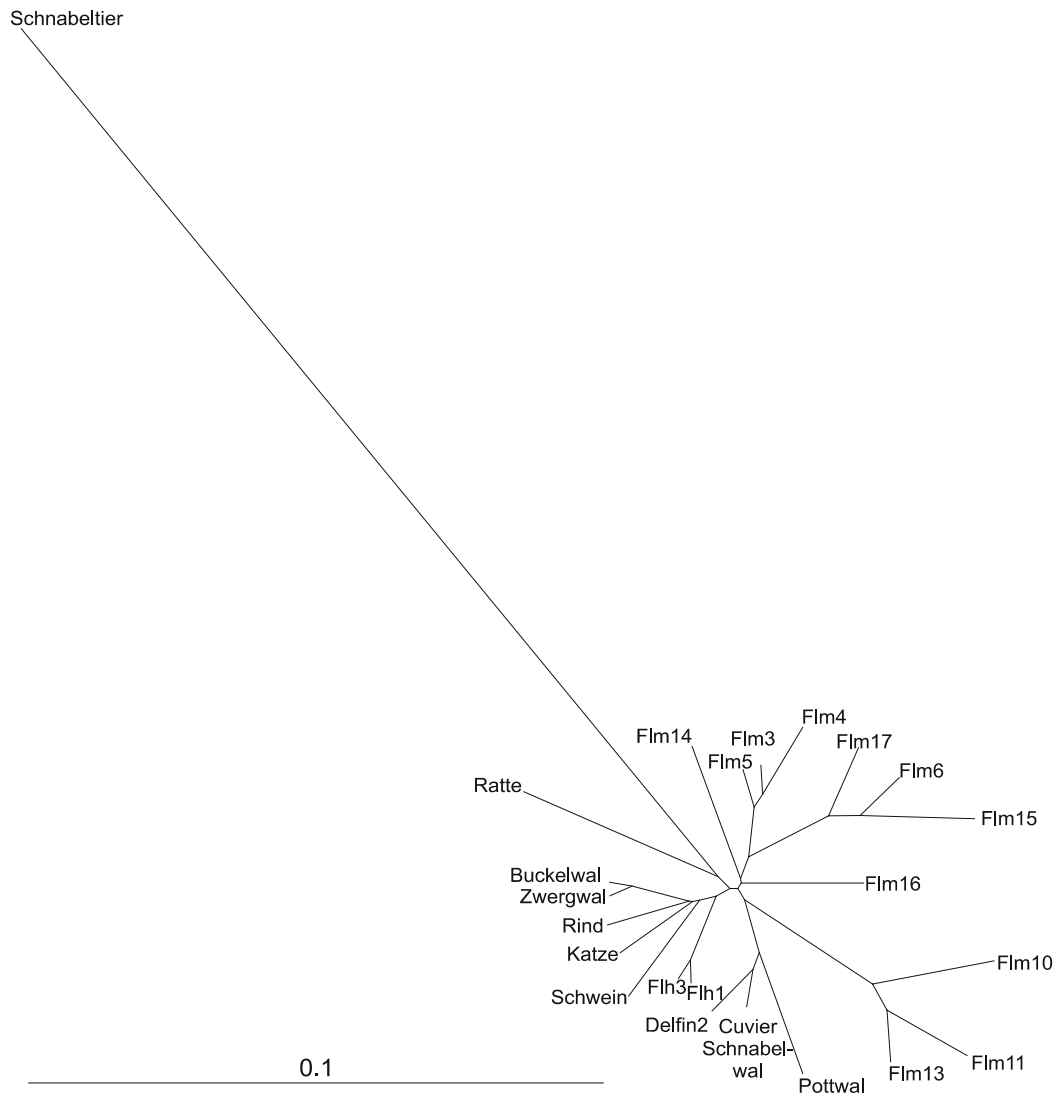 Schnabeltier
Flm4
Flm14
Flm3
Flm17
Flm5
Flm6
Ratte
Flm15
Buckelwal
Flm16
Zwergwal
Rind
Katze
Flm10
Flh3
Flh1
Schwein
Delfin2
Cuvier
Schnabel-
wal
Flm11
0.1
Flm13
Pottwal